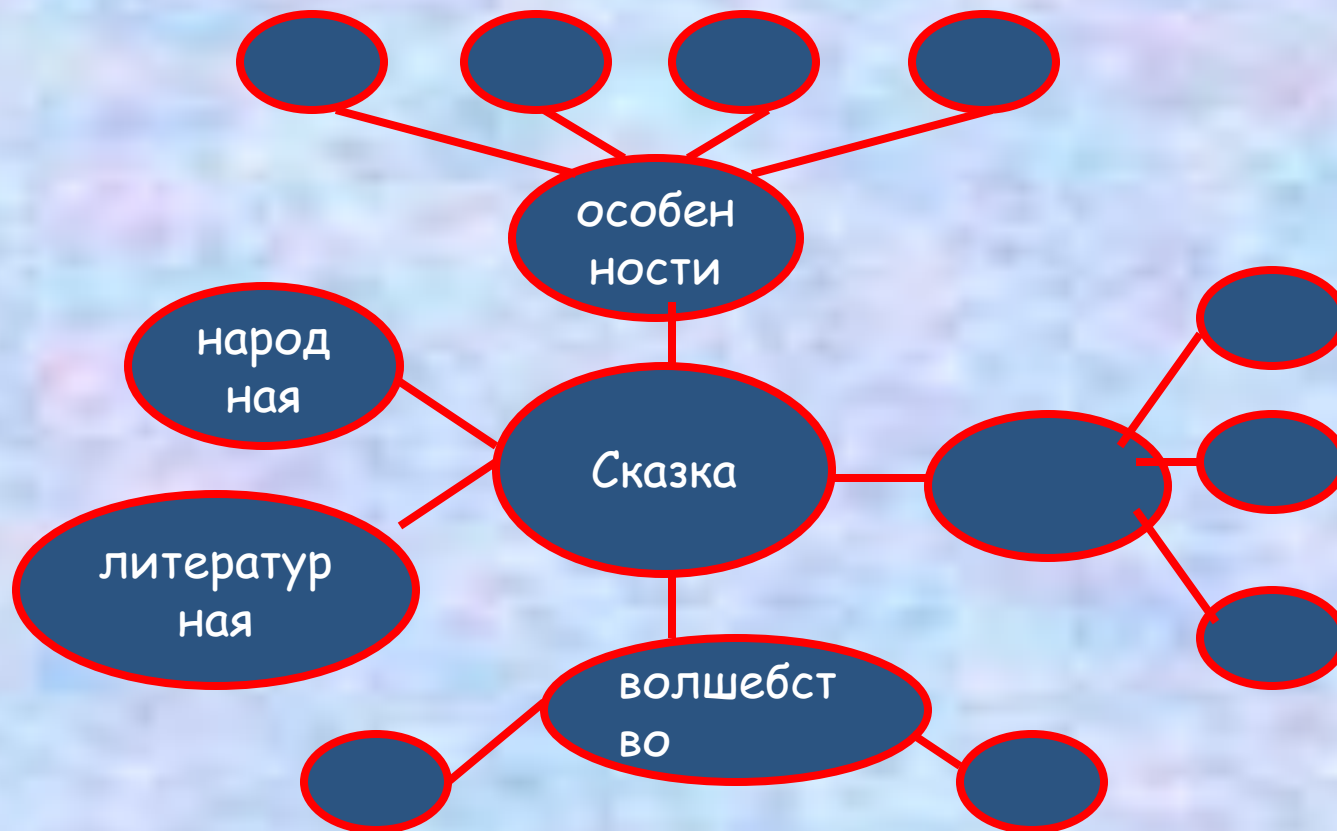 особен
ности
народ
ная
Сказка
литератур
ная
волшебст
во